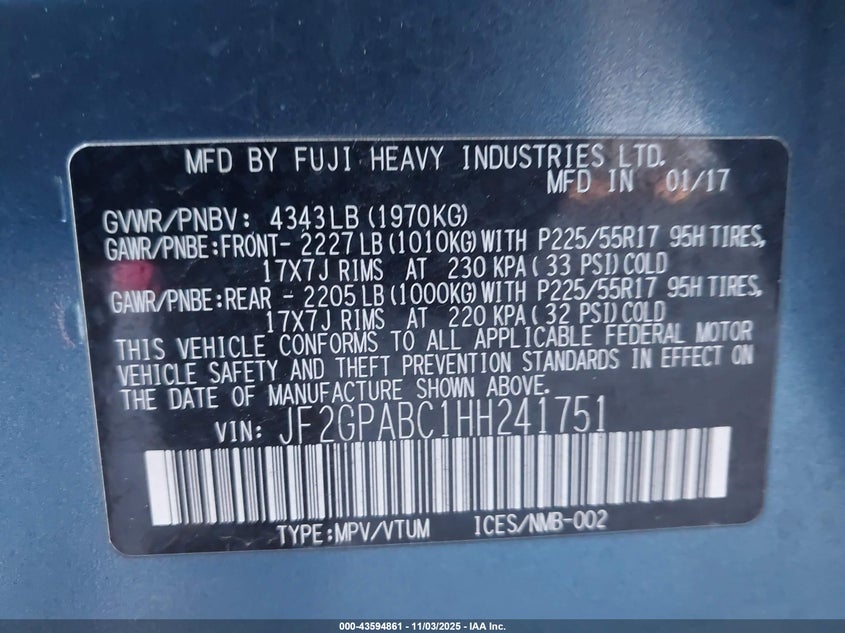 MFD BY FUJI HEAVY INDUSTRIES LTD.
MFD IN 01/17
GVWR/PNBV: 4343LB (1970KG)
GAWR/PNBE:FRONT- 2227LB (1010KG) WITH P225/55R17 95H TIRES,
17X7J RIMS AT 230 KPA ( 33 PSI) COLD
GAWR/PNBE:REAR - 2205LB (1000KG) WITH P225/55R17 95H TIRES,
17X7J RIMS AT 220 KPA ( 32 PSI) COLD
THIS VEHICLE CONFORMS TO ALL APPLICABLE FEDERAL MOTOR
VEHICLE SAFETY AND THEFT PREVENTION STANDARDS IN EFFECT ON
THE DATE OF MANUFACTURE SHOWN ABOVE.
VIN: JF2GPABC1HH241751
TYPE:MPV/VTUM ICES/NMB-002
000-43594861 - 11/03/2025 - IAA Inc.